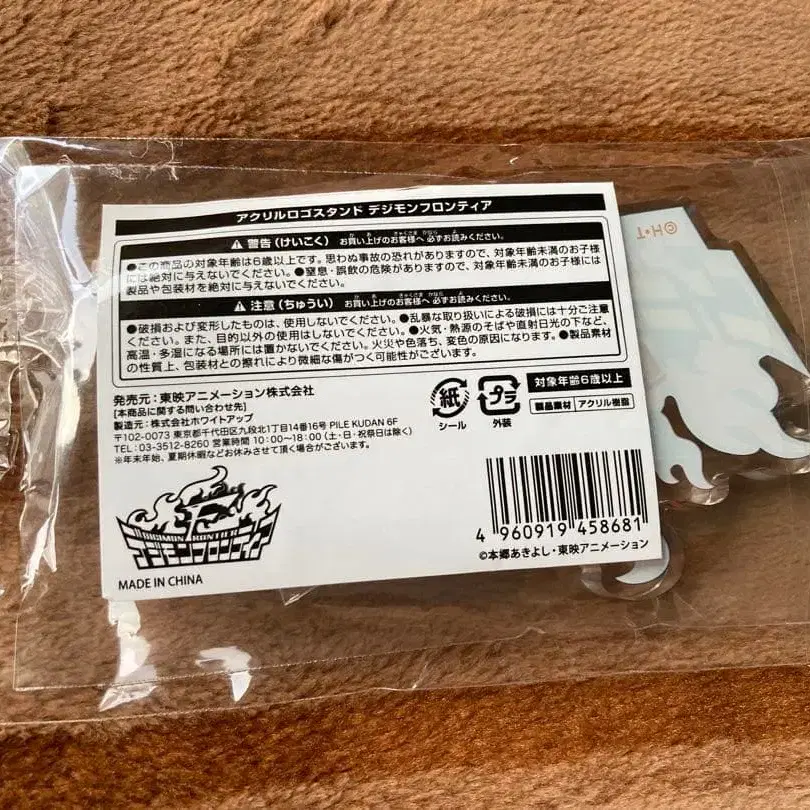 アクリルロゴスタンド デジモンフロンティア
⚠ 警告(けいこく) お買い上げのお客様へ 必ずお読みください。
●この商品の対象年齢は6歳以上です。思わぬ事故の恐れがありますので、対象年齢未満のお子様
には絶対に与えないでください。●窒息・誤飲の危険がありますので、対象年齢未満のお子様には
製品や包装材を絶対に与えないでください。
⚠ 注意(ちゅうい) お買い上げのお客様へ 必ずお読みください。
●破損および変形したものは、使用しないでください。●乱暴な取り扱いによる破損には十分ご注意
ください。また、目的以外の使用はしないでください。●火気・熱源のそばや直射日光の下など、
高温・多湿になる場所には置かないでください。火災や色落ち、変色の原因になります。●製品素材
の性質上、包装材との擦れにより微細な傷がつく可能性がございます。
発売元:東映アニメーション株式会社
[本商品に関する問い合わせ先]
製造元:株式会社ホワイトアップ
〒102-0073 東京都千代田区九段北1丁目14番16号 PILE KUDAN 6F
TEL:03-3512-8260 営業時間 10:00〜18:00(土・日・祝祭日は除く)
※年末年始、夏期休暇などお休みさせて頂く場合がございます。
紙
シール
プラ
外装
対象年齢6歳以上
製品素材 アクリル樹脂
DIGIMON FRONTIER
デジモンフロンティア
MADE IN CHINA
4 960919 458681
©本郷あきよし・東映アニメーション
©H・T